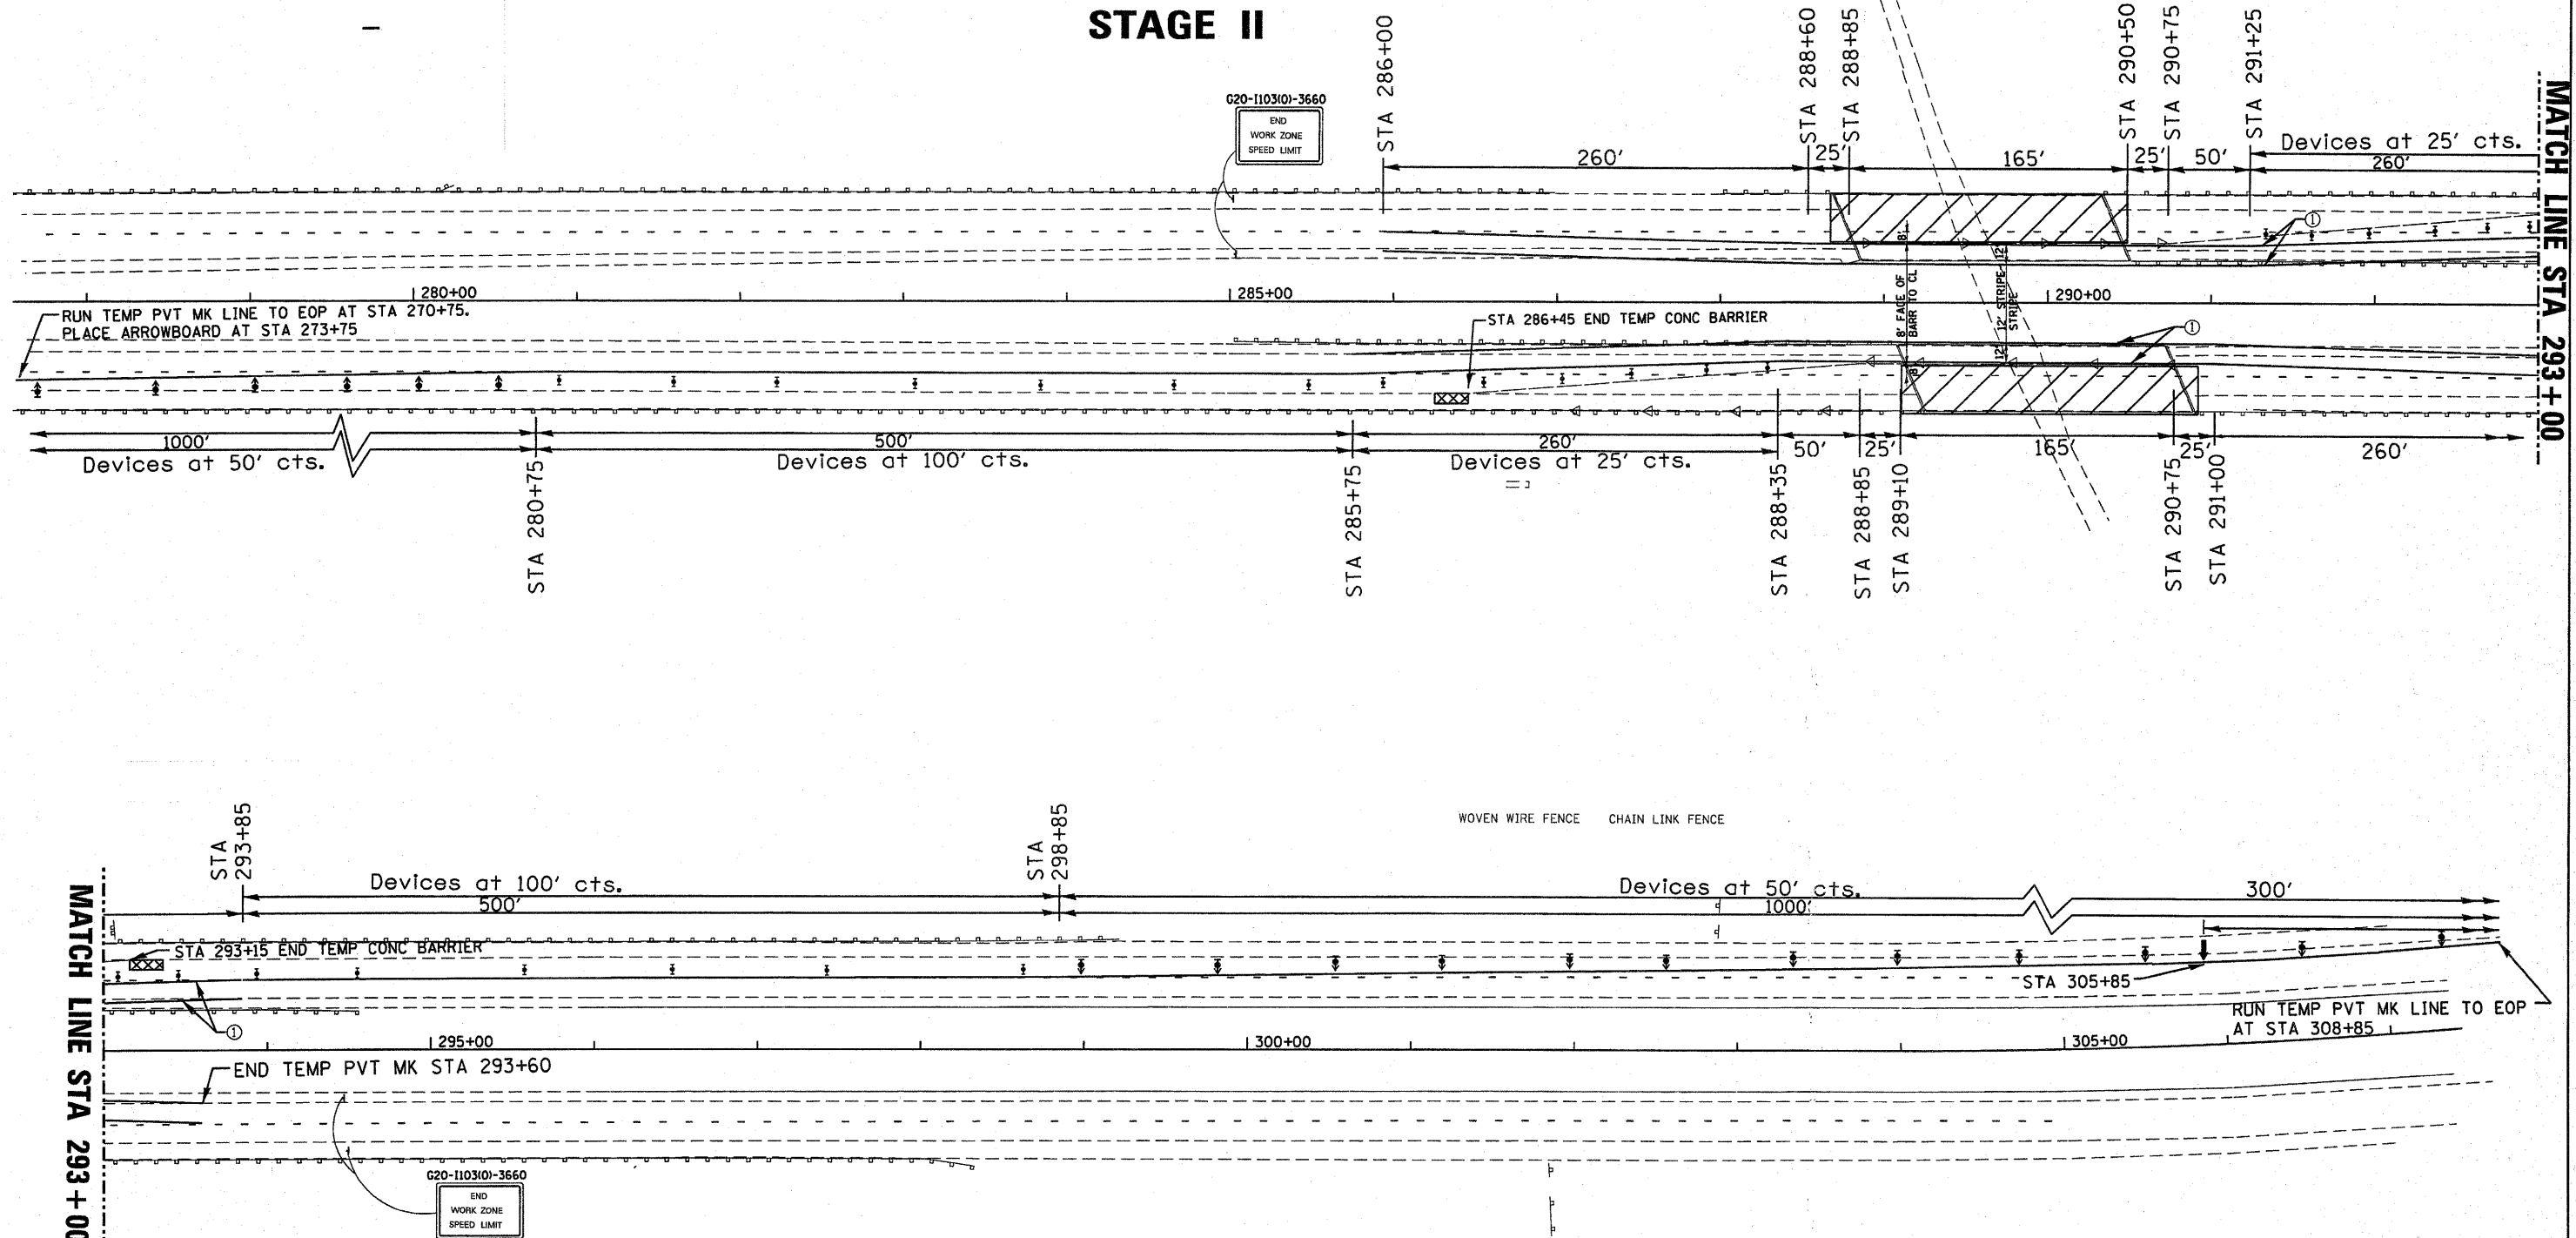 STAGE II
STA 286+00
STA 288+60
STA 288+85
STA 290+50
STA 290+75
STA 291+25
MATCH LINE STA 293+00
G20-I103(0)-3660
END
WORK ZONE
SPEED LIMIT
260'
25'
165'
25'
50'
Devices at 25' cts.
260'
1
8'
12'
280+00
285+00
290+00
8' FACE OF
BARR TO CL
12' STRIPE
STRIPE
12'
8'
RUN TEMP PVT MK LINE TO EOP AT STA 270+75.
PLACE ARROWBOARD AT STA 273+75
STA 286+45 END TEMP CONC BARRIER
1
1000'
Devices at 50' cts.
500'
Devices at 100' cts.
260'
Devices at 25' cts.
50'
25'
165'
25'
260'
STA 280+75
STA 285+75
STA 288+35
STA 288+85
STA 289+10
STA 290+75
STA 291+00
WOVEN WIRE FENCE CHAIN LINK FENCE
STA
293+85
STA
298+85
MATCH LINE STA 293+00
Devices at 100' cts.
500'
Devices at 50' cts.
1000'
300'
STA 293+15 END TEMP CONC BARRIER
STA 305+85
RUN TEMP PVT MK LINE TO EOP
AT STA 308+85
1
295+00
300+00
305+00
END TEMP PVT MK STA 293+60
G20-I103(0)-3660
END
WORK ZONE
SPEED LIMIT